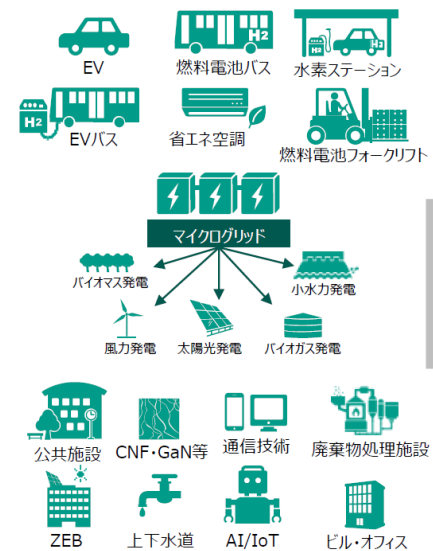 H2
EV
燃料電池バス
水素ステーション
H2
H2
H2
EVバス
省エネ空調
燃料電池フォークリフト
マイクログリッド
バイオマス発電
小水力発電
風力発電
太陽光発電
バイオガス発電
公共施設
CNF・GaN等
通信技術
廃棄物処理施設
ZEB
上下水道
AI/IoT
ビル・オフィス